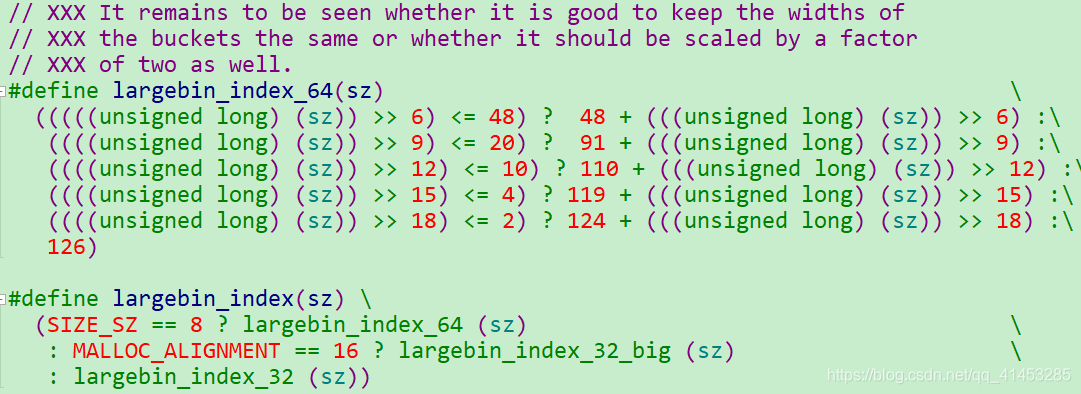 // XXX It remains to be seen whether it is good to keep the widths of
// XXX the buckets the same or whether it should be scaled by a factor
// XXX of two as well.
#define largebin_index_64(sz) \
(((((unsigned long) (sz)) >> 6) <= 48) ? 48 + (((unsigned long) (sz)) >> 6) :\
((((unsigned long) (sz)) >> 9) <= 20) ? 91 + (((unsigned long) (sz)) >> 9) :\
((((unsigned long) (sz)) >> 12) <= 10) ? 110 + (((unsigned long) (sz)) >> 12) :\
((((unsigned long) (sz)) >> 15) <= 4) ? 119 + (((unsigned long) (sz)) >> 15) :\
((((unsigned long) (sz)) >> 18) <= 2) ? 124 + (((unsigned long) (sz)) >> 18) :\
126)
#define largebin_index(sz) \
(SIZE_SZ == 8 ? largebin_index_64 (sz) \
: MALLOC_ALIGNMENT == 16 ? largebin_index_32_big (sz) \
: largebin_index_32 (sz))
https://blog.csdn.net/qq_41453285